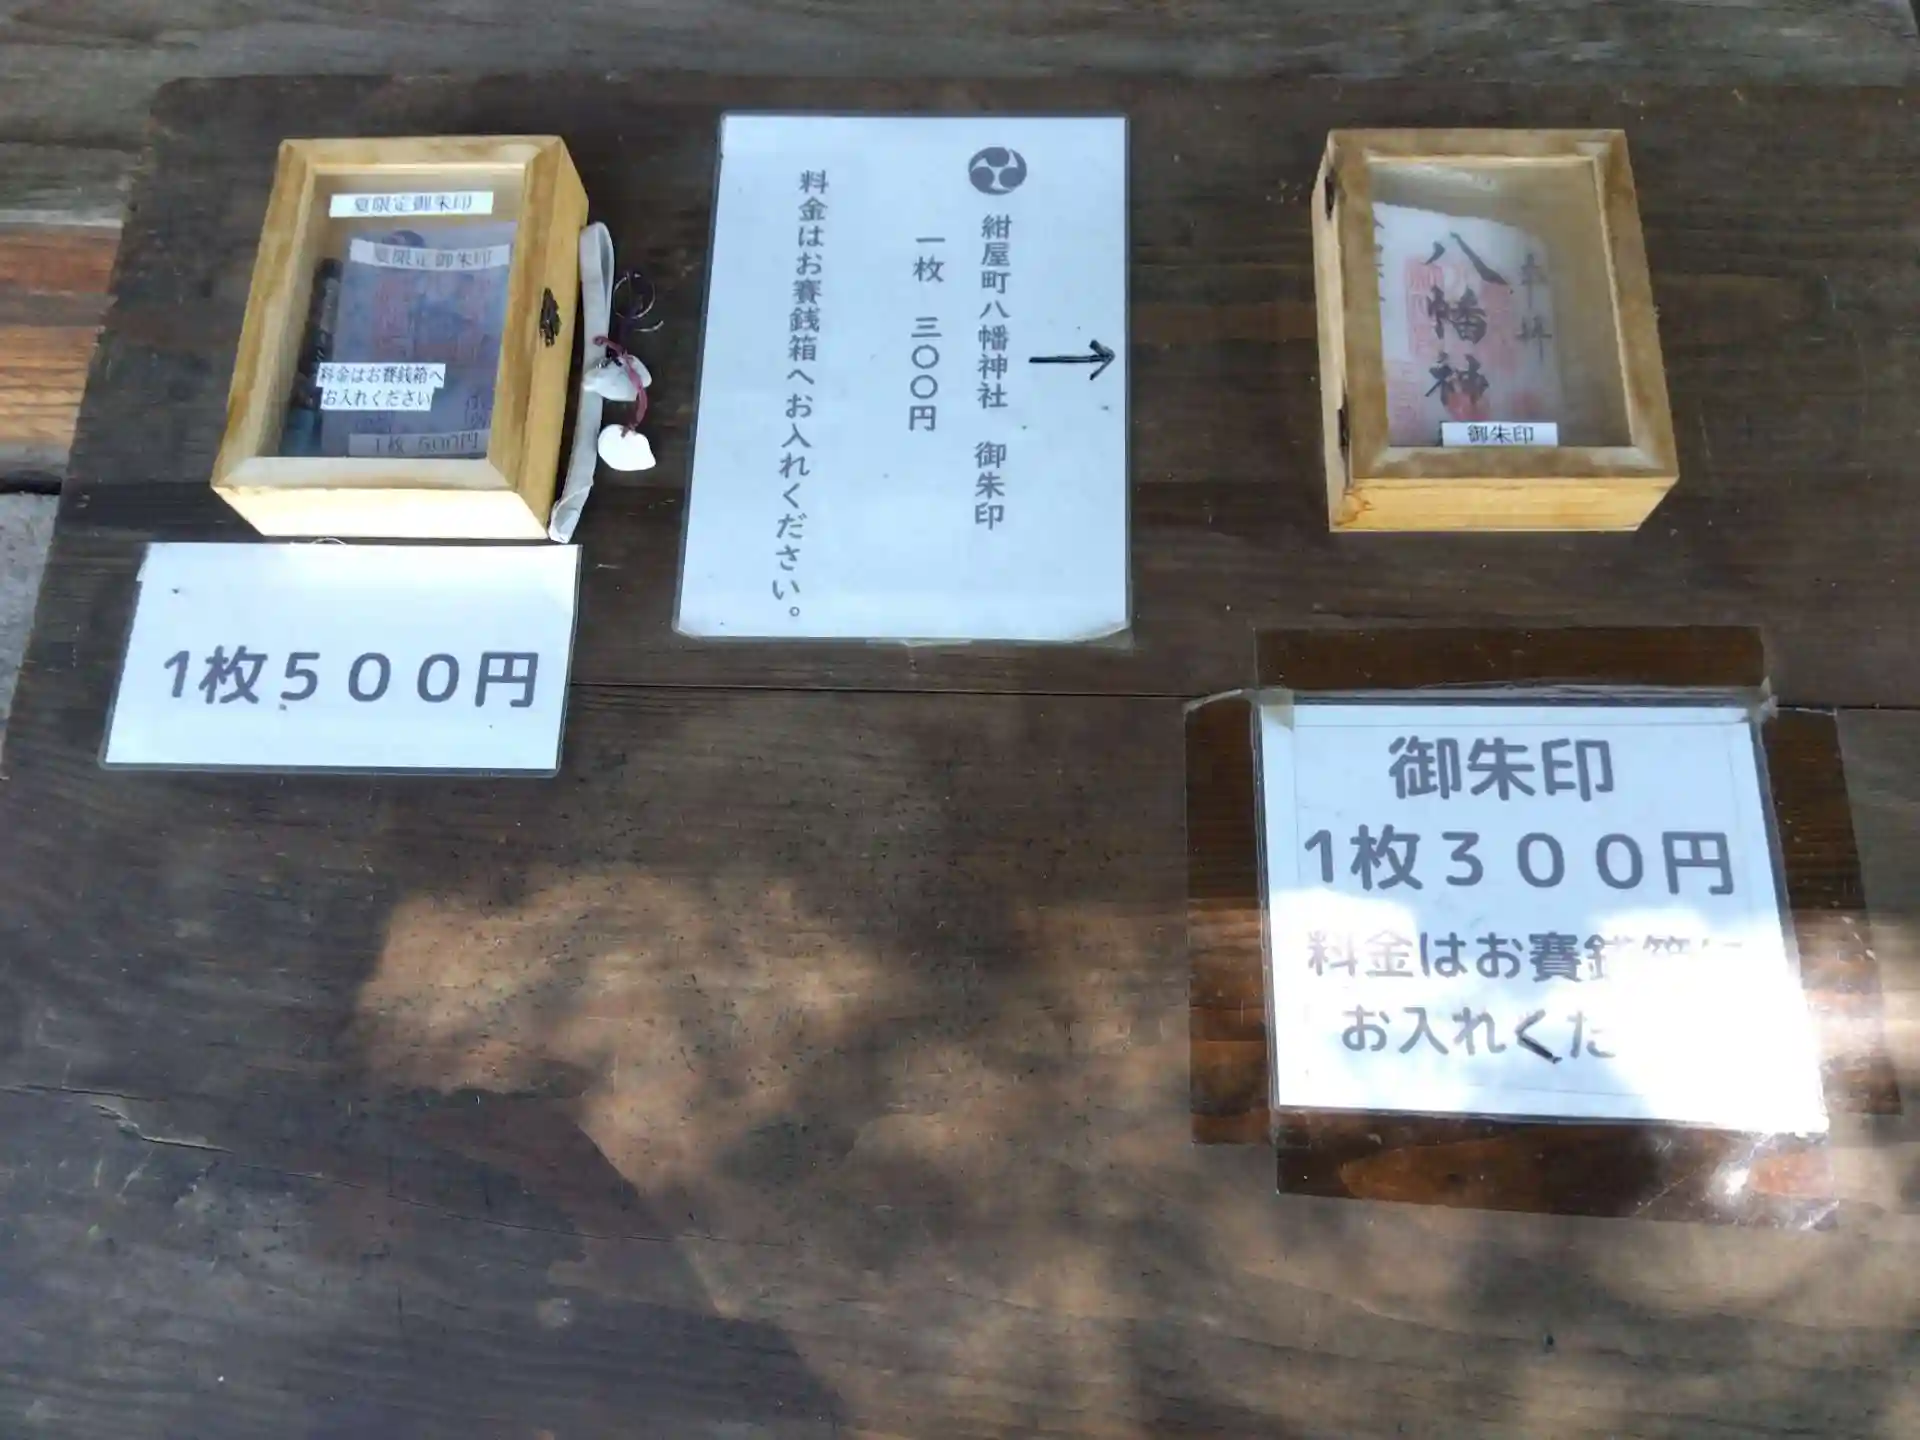 夏限定御朱印
夏限定御朱印
料金はお賽銭箱へ
お入れください
1枚 500円
1枚５００円
紺屋町八幡神社 御朱印
一枚 三〇〇円
料金はお賽銭箱へお入れください。
奉拝
八幡神
御朱印
御朱印
1枚３００円
料金はお賽銭箱に
お入れくだ